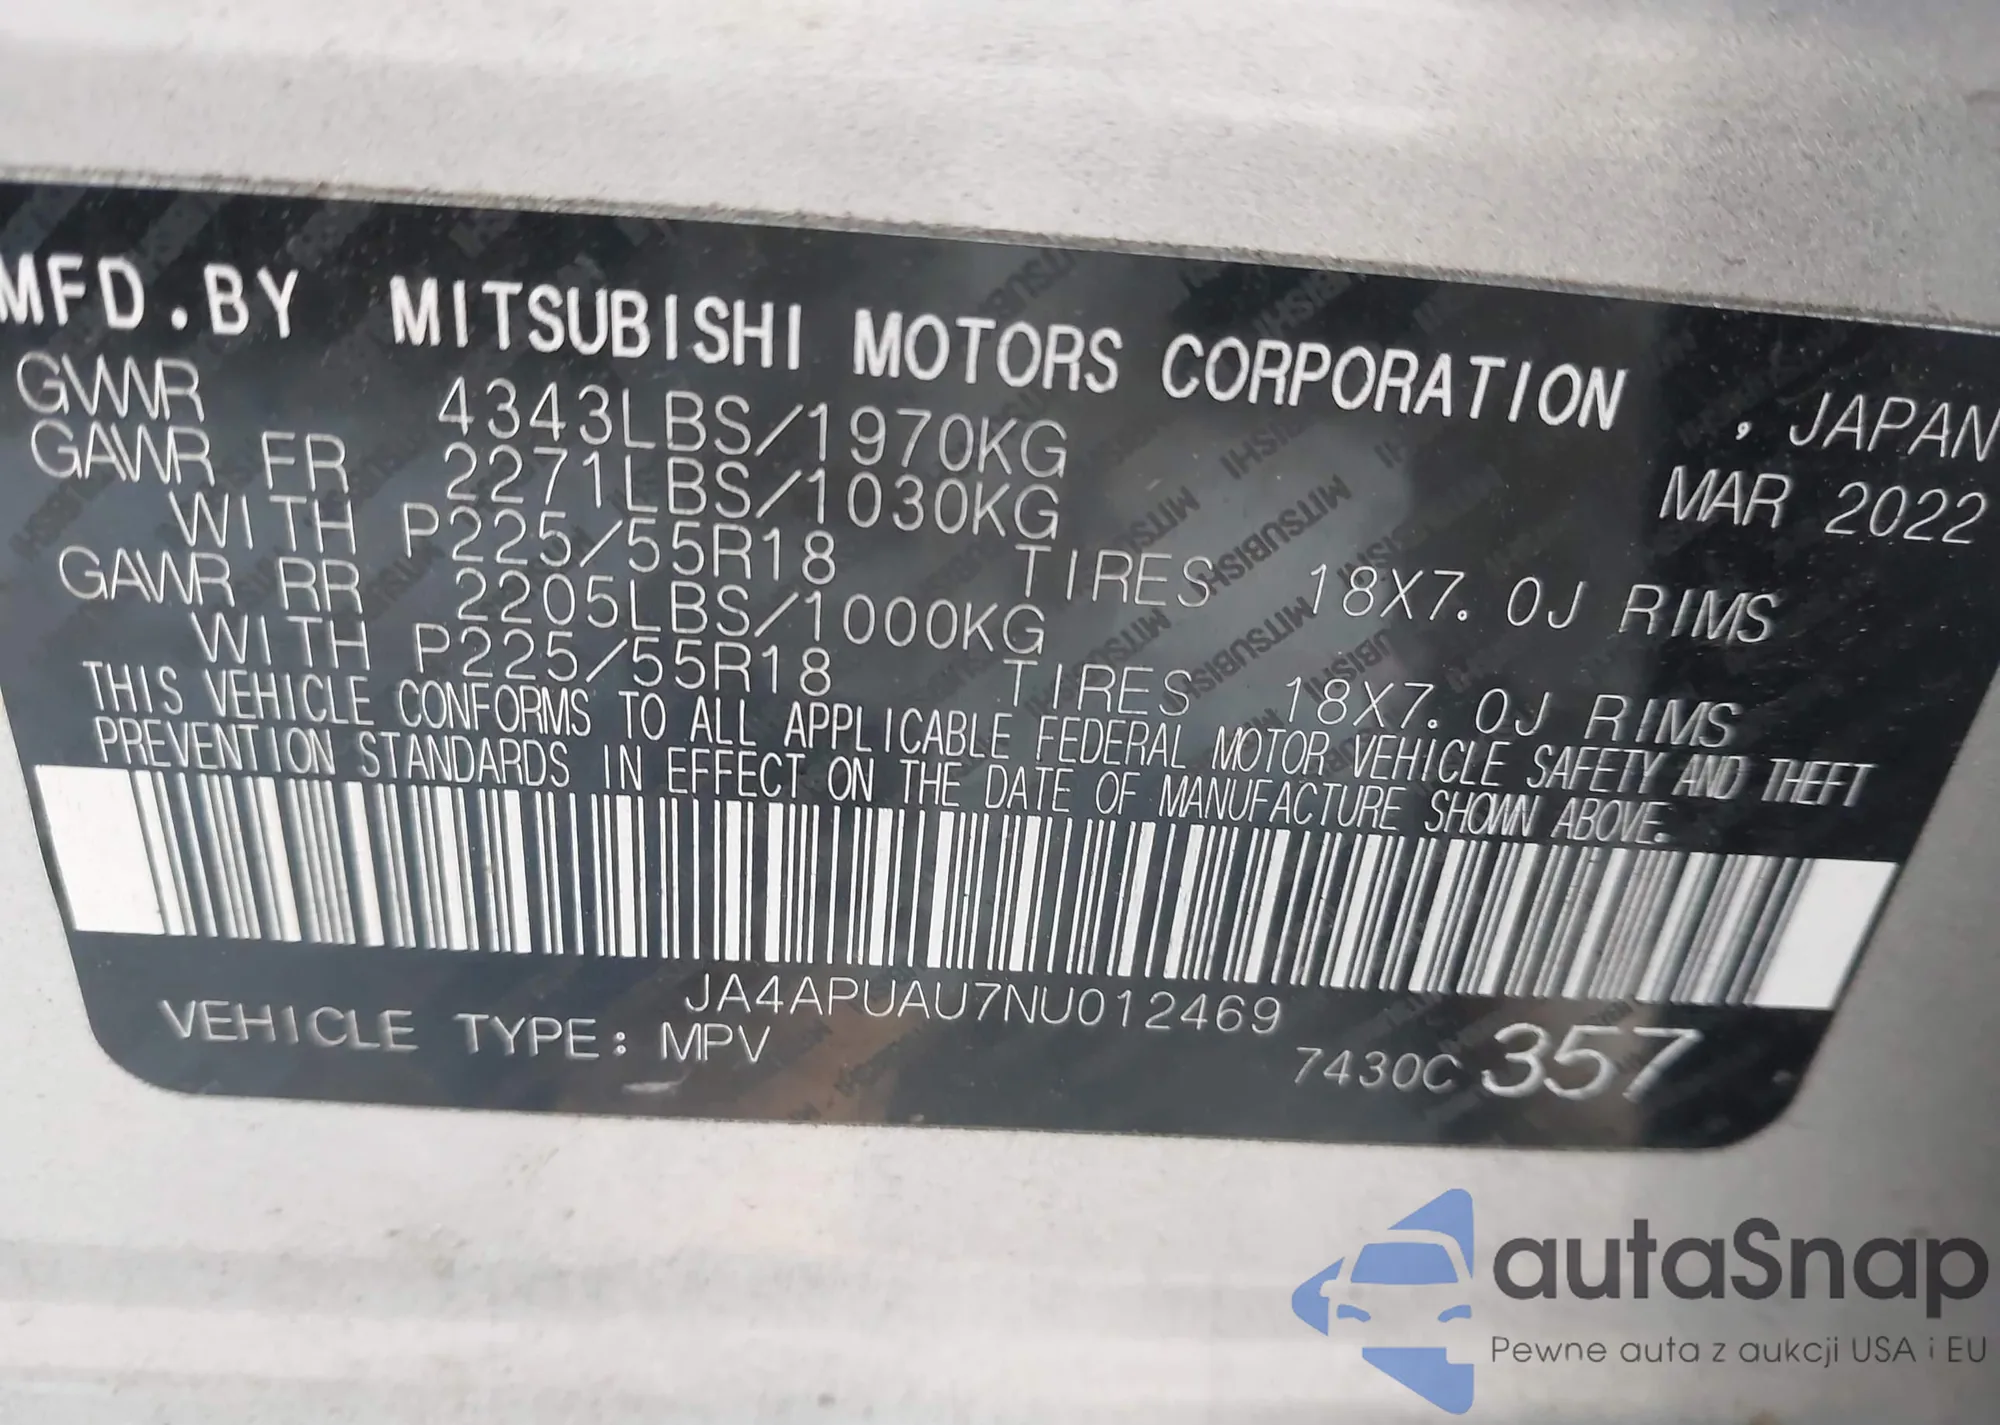 MFD.BY MITSUBISHI MOTORS CORPORATION , JAPAN
GVWR 4343LBS/1970KG MAR 2022
GAWR FR 2271LBS/1030KG
WITH P225/55R18 TIRES 18X7.0J RIMS
GAWR RR 2205LBS/1000KG
WITH P225/55R18 TIRES 18X7.0J RIMS
THIS VEHICLE CONFORMS TO ALL APPLICABLE FEDERAL MOTOR VEHICLE SAFETY AND THEFT
PREVENTION STANDARDS IN EFFECT ON THE DATE OF MANUFACTURE SHOWN ABOVE.
JA4APUAU7NU012469
VEHICLE TYPE: MPV
7430C 357
autaSnap
Pewne auta z aukcji USA i EU